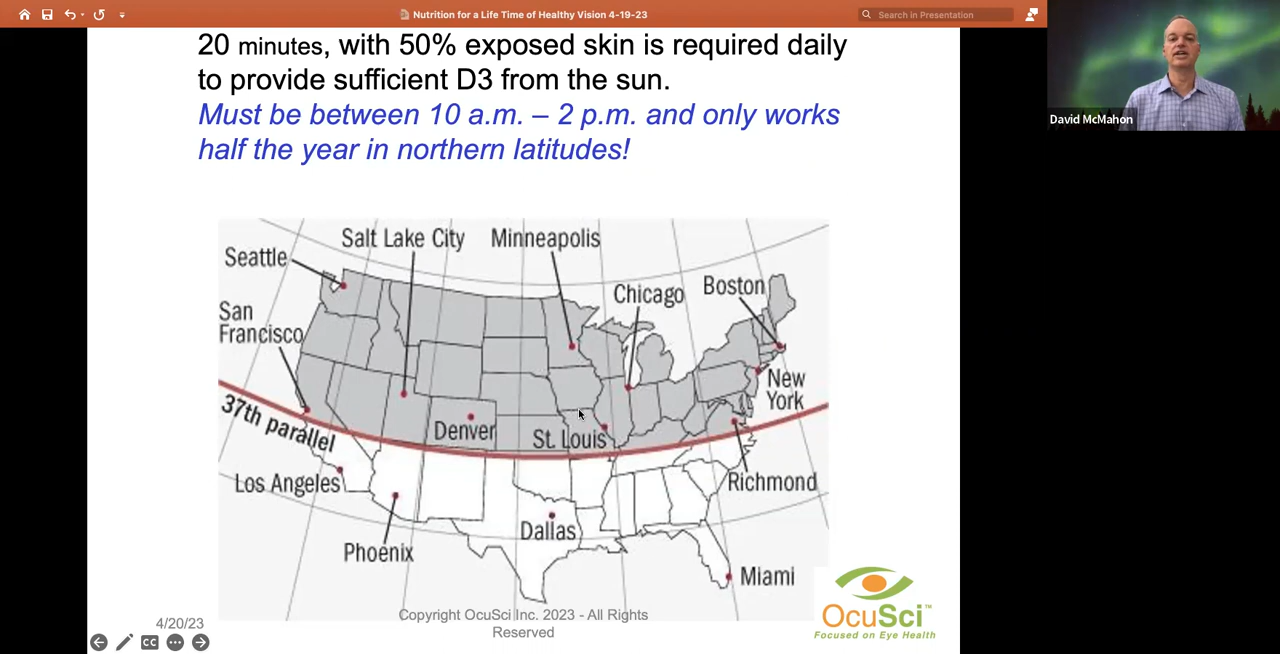 Nutrition for a Life Time of Healthy Vision 4-19-23
Search in Presentation
David McMahon
20 minutes, with 50% exposed skin is required daily
to provide sufficient D3 from the sun.
Must be between 10 a.m. – 2 p.m. and only works
half the year in northern latitudes!
Salt Lake City
Minneapolis
Seattle
Chicago
Boston
San
Francisco
New
York
37th parallel
Denver
St. Louis
Los Angeles
Richmond
Dallas
Phoenix
Miami
OcuSci™
Focused on Eye Health
Copyright OcuSci Inc. 2023 - All Rights
Reserved
4/20/23
CC